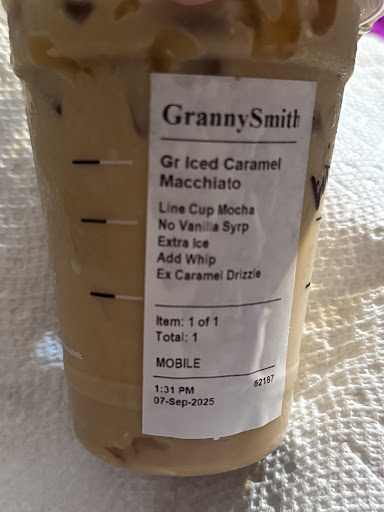 GrannySmith
Gr Iced Caramel
Macchiato
Line Cup Mocha
No Vanilla Syrp
Extra Ice
Add Whip
Ex Caramel Drizzle
Item: 1 of 1
Total: 1
MOBILE
1:31 PM 62187
07-Sep-2025